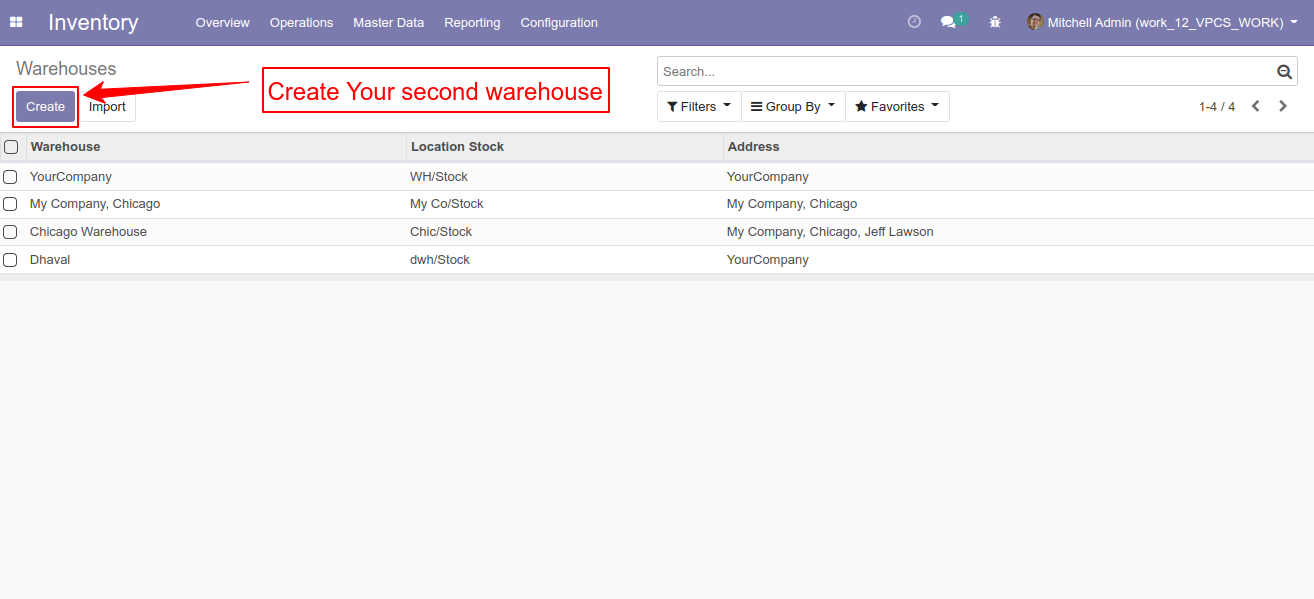 Inventory Overview Operations Master Data Reporting Configuration 1 Mitchell Admin (work_12_VPCS_WORK)
Warehouses
Search...
Create Import
Create Your second warehouse
Filters Group By Favorites 1-4 / 4
Warehouse Location Stock Address
YourCompany WH/Stock YourCompany
My Company, Chicago My Co/Stock My Company, Chicago
Chicago Warehouse Chic/Stock My Company, Chicago, Jeff Lawson
Dhaval dwh/Stock YourCompany